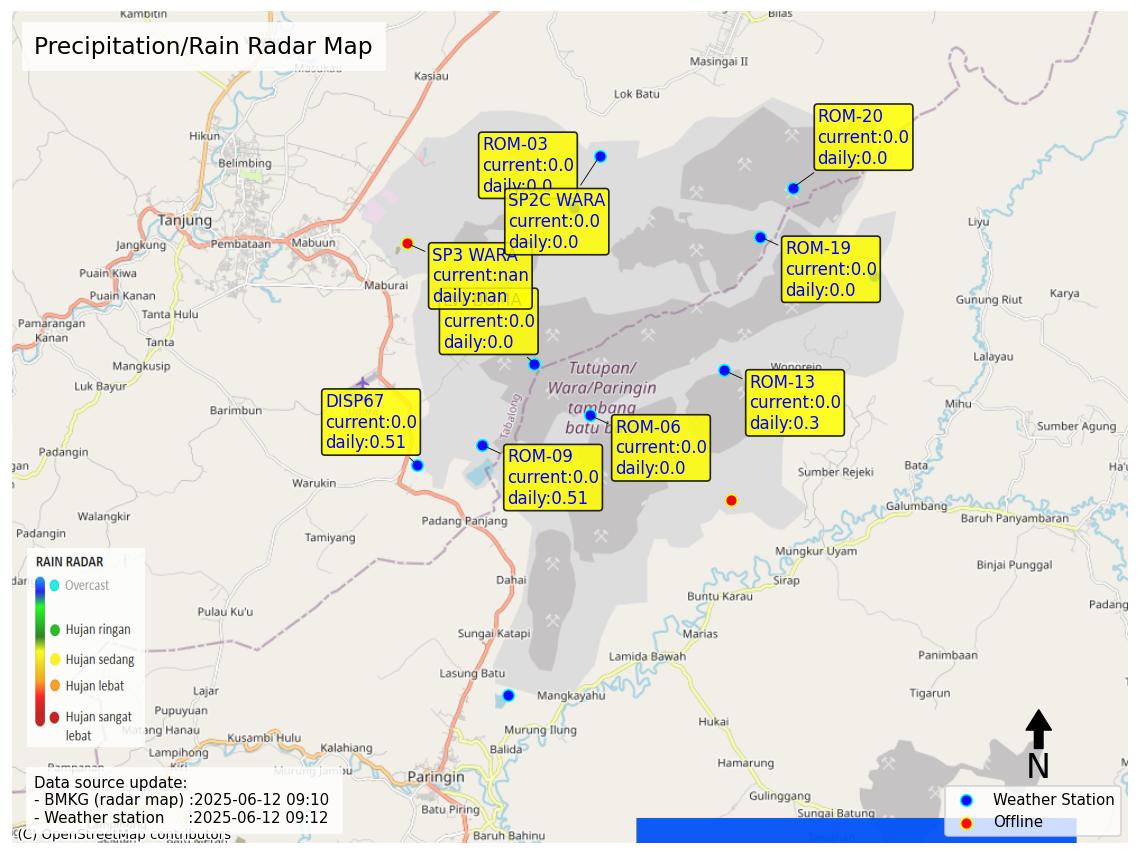 Kambitin
Bilas
Precipitation/Rain Radar Map
Masukau
Kasiau
Masingai II
Lok Batu
Hikun
Belimbing
ROM-03
current:0.0
daily:0.0
ROM-20
current:0.0
daily:0.0
SP2C WARA
current:0.0
daily:0.0
Tanjung
Jangkung
Pembataan
Mabuun
Liyu
SP3 WARA
current:nan
daily:nan
ROM-19
current:0.0
daily:0.0
Puain Kiwa
Maburai
Puain Kanan
Tanta Hulu
Gunung Riut
Karya
current:0.0
daily:0.0
Pamarangan
Kanan
Tanta
Mangkusip
Luk Bayur
Lalayau
Wonorejo
Tutupan/
Wara/Paringin
tambang
batu b
Tabalong
ROM-13
current:0.0
daily:0.3
DISP67
current:0.0
daily:0.51
Barimbun
Mihu
ROM-06
current:0.0
daily:0.0
Sumber Agung
ROM-09
current:0.0
daily:0.51
Padangin
Warukin
Sumber Rejeki
Bata
Ha'u
Galumbang
Baruh Panyambaran
Walangkir
Padangin
Tamiyang
Padang Panjang
Mungkur Uyam
Binjai Punggal
RAIN RADAR
Overcast
Hujan ringan
Hujan sedang
Hujan lebat
Hujan sangat
lebat
Dahai
Sirap
Buntu Karau
Padang
Pulau Ku'u
Sungai Katapi
Marias
Lamida Bawah
Panimbaan
Lasung Batu
Lajar
Mangkayahu
Tigarun
Pupuyuan
Matang Hanau
Kusambi Hulu
Murung Ilung
Hukai
Lampihong
Kalahiang
Balida
Hamarung
Murung Jambu
Paringin
N
Data source update:
- BMKG (radar map) :2025-06-12 09:10
- Weather station :2025-06-12 09:12
(C) OpenStreetMap contributors
Batu Piring
Baruh Bahinu
Gulinggang
Sungai Batung
Weather Station
Offline